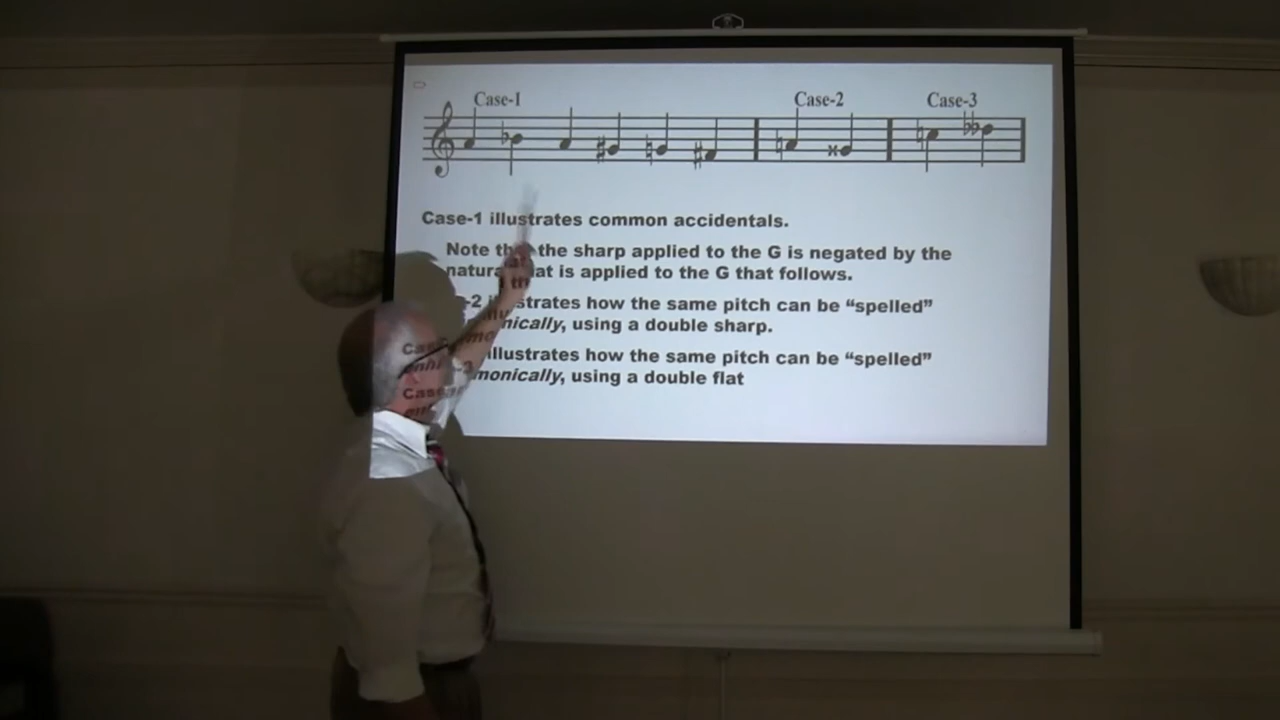 Case-1
Case-2
Case-3
Case-1 illustrates common accidentals.
Note the sharp applied to the G is negated by the
at is applied to the G that follows.
-2 how the same pitch can be “spelled”
using a double sharp.
illustrates how the same pitch can be “spelled”
using a double flat